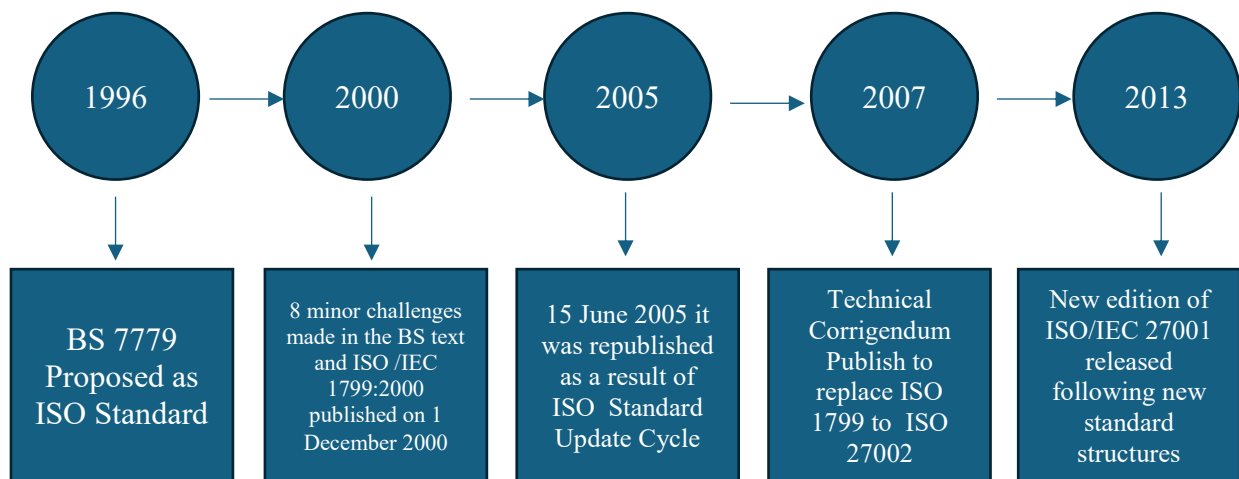 1996
2000
2005
2007
2013
BS 7779
Proposed as
ISO Standard
8 minor challenges
made in the BS text
and ISO /IEC
1799:2000
published on 1
December 2000
15 June 2005 it
was republished
as a result of
ISO Standard
Update Cycle
Technical
Corrigendum
Publish to
replace ISO
1799 to ISO
27002
New edition of
ISO/IEC 27001
released
following new
standard
structures